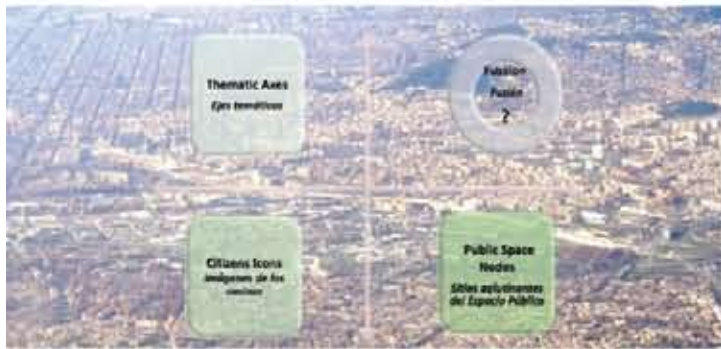 Thematic Axes
Ejes temáticos
Fussion
Fusión
?
Citizens Icons
Imágenes de los
vecinos
Public Space
Nodes
Sitios aglutinantes
del Espacio Público